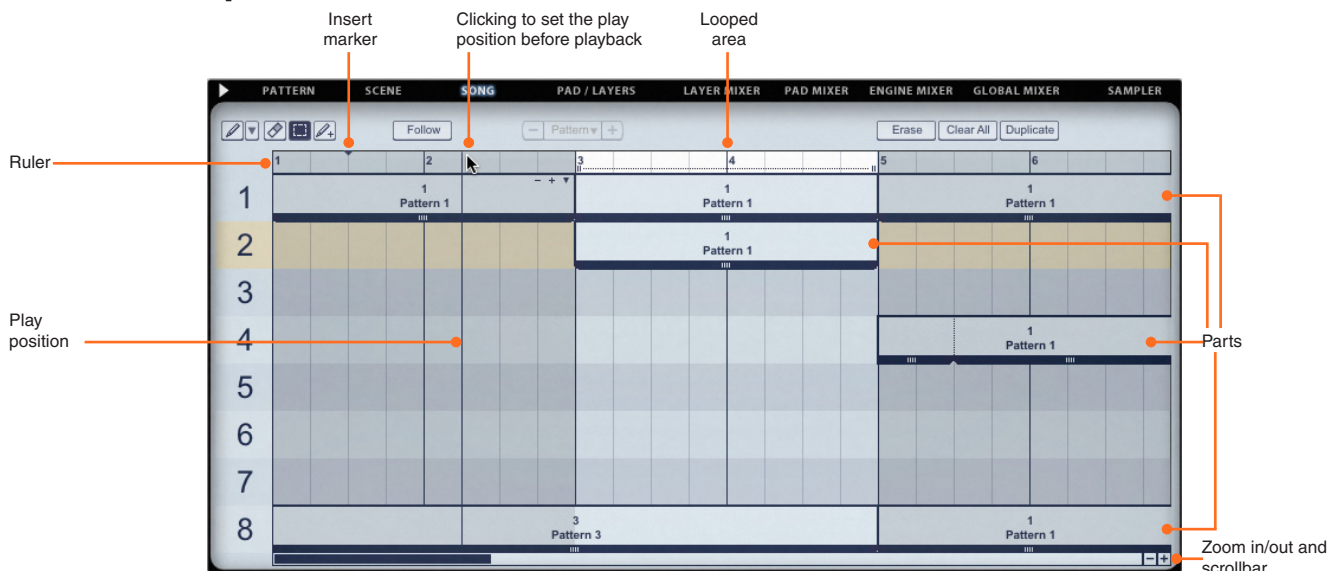 Insert
marker
Clicking to set the play
position before playback
Looped
area
PATTERN SCENE SONG PAD / LAYERS LAYER MIXER PAD MIXER ENGINE MIXER GLOBAL MIXER SAMPLER
Follow − Pattern ▾ + Erase Clear All Duplicate
Ruler
1 2 3 4 5 6
1
1
Pattern 1
− + ▾
1
Pattern 1
1
Pattern 1
2
1
Pattern 1
3
Play
position
4
1
Pattern 1
Parts
5
6
7
8
3
Pattern 3
1
Pattern 1
− +
Zoom in/out and
scrollbar